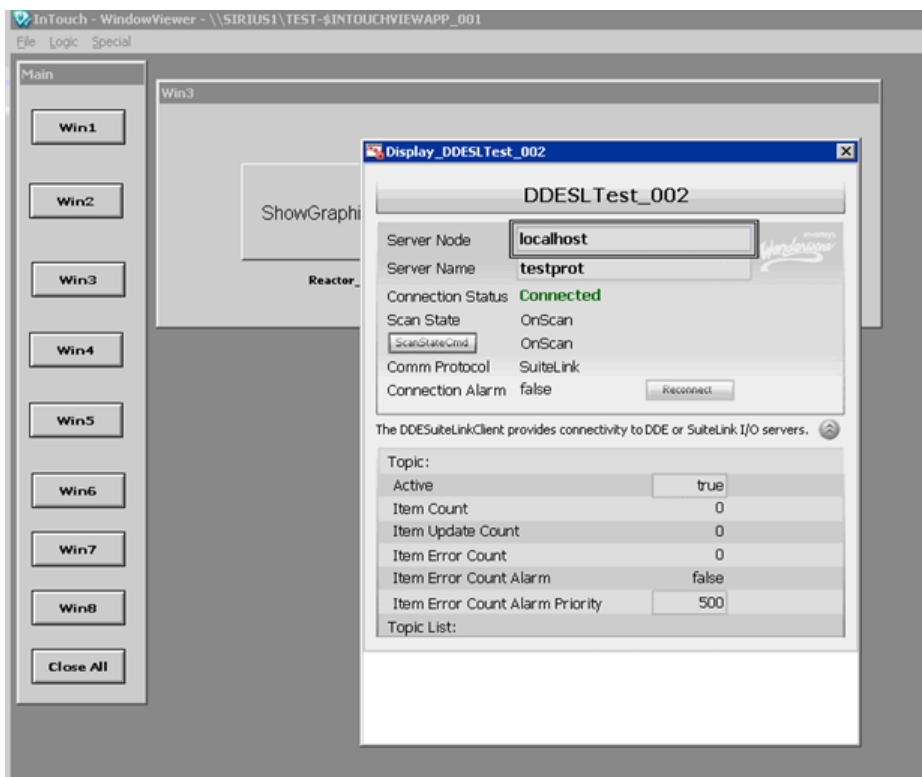 InTouch - WindowViewer - \\SIRIUS1\TEST-$INTOUCHVIEWAPP_001
File Logic Special
Main
Win1
Win2
Win3
Win4
Win5
Win6
Win7
Win8
Close All
Win3
ShowGraphi
Reactor_
Display_DDESLTest_002
DDESLTest_002
Server Node localhost
Server Name testprot
invensys
Wonderware
Connection Status Connected
Scan State OnScan
ScanStateCmd OnScan
Comm Protocol SuiteLink
Connection Alarm false Reconnect
The DDESuiteLinkClient provides connectivity to DDE or SuiteLink I/O servers.
Topic:
Active true
Item Count 0
Item Update Count 0
Item Error Count 0
Item Error Count Alarm false
Item Error Count Alarm Priority 500
Topic List: